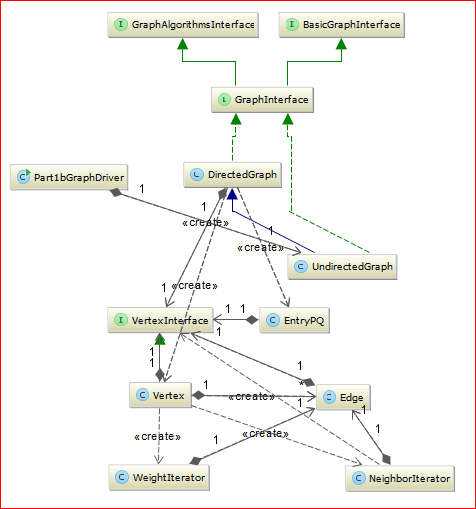 I GraphAlgorithmsInterface I BasicGraphInterface
I GraphInterface
C Part1bGraphDriver C DirectedGraph
1
1 1
«create» «create»
C UndirectedGraph
«create»
1 1 1
I VertexInterface C EntryPQ
1
1
1 *
C Vertex 1 «create» C Edge
1 1
«create» «create» 1
1
C WeightIterator C NeighborIterator